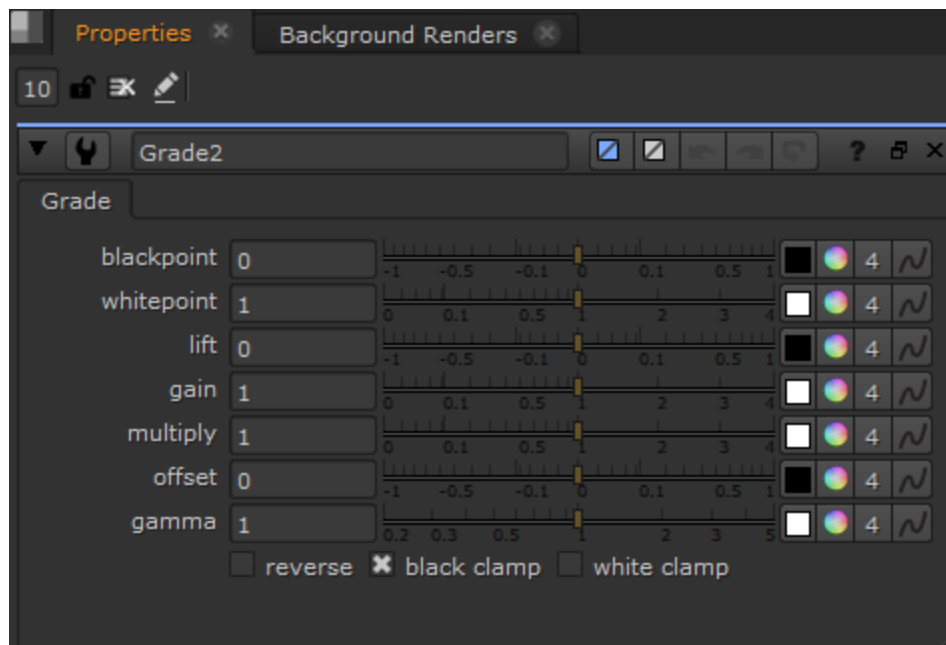 Properties Background Renders
10
Grade2 ?
Grade
blackpoint 0 -1 -0.5 -0.1 0 0.1 0.5 1 4
whitepoint 1 0 0.1 0.5 1 2 3 4 4
lift 0 -1 -0.5 -0.1 0 0.1 0.5 1 4
gain 1 0 0.1 0.5 1 2 3 4 4
multiply 1 0 0.1 0.5 1 2 3 4 4
offset 0 -1 -0.5 -0.1 0 0.1 0.5 1 4
gamma 1 0.2 0.3 0.5 1 2 3 5 4
reverse black clamp white clamp